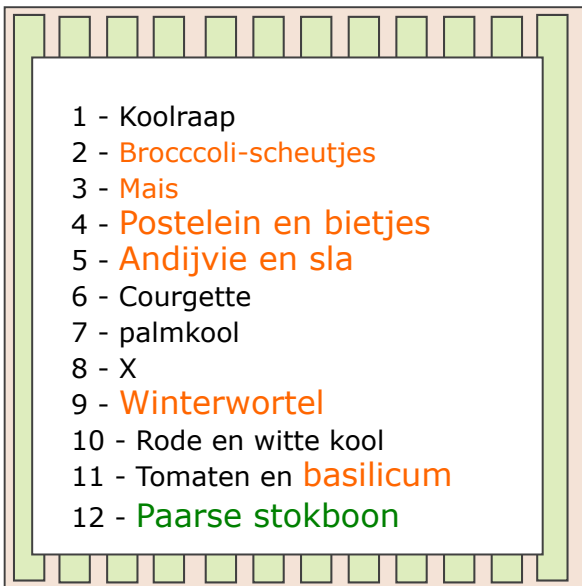 1 - Koolraap
2 - Brocccoli-scheutjes
3 - Mais
4 - Postelein en bietjes
5 - Andijvie en sla
6 - Courgette
7 - palmkool
8 - X
9 - Winterwortel
10 - Rode en witte kool
11 - Tomaten en basilicum
12 - Paarse stokboon